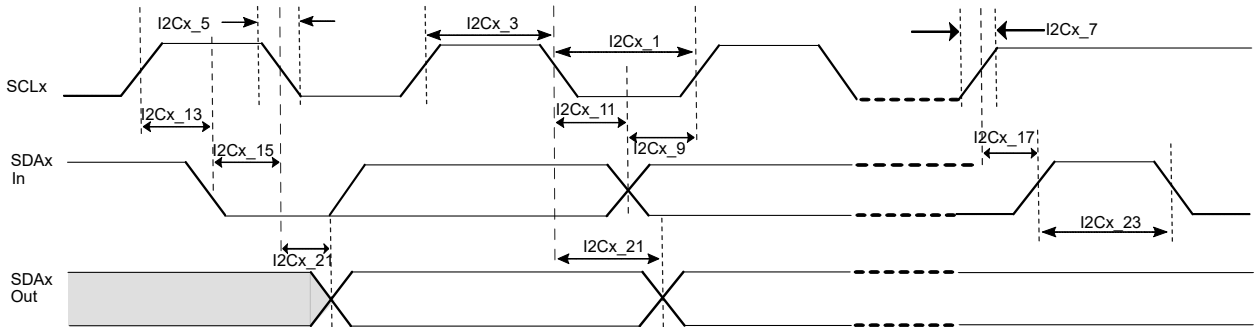 I2Cx_5
I2Cx_3
I2Cx_1
I2Cx_7
SCLx
I2Cx_13
I2Cx_11
I2Cx_9
I2Cx_15
I2Cx_17
SDAx
In
I2Cx_23
I2Cx_21
I2Cx_21
SDAx
Out